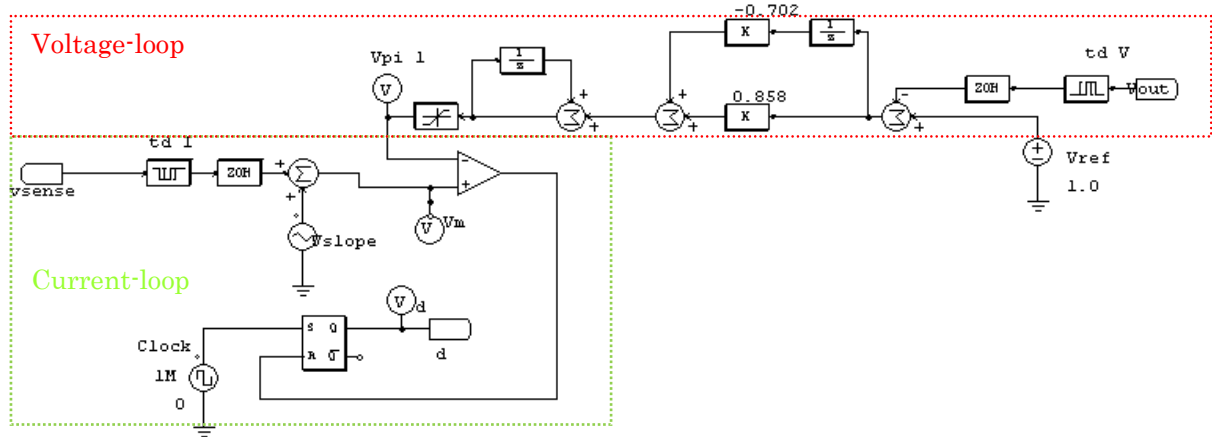 Voltage-loop
-0.702
K
1/z
td V
Vpi 1
1/z
V
0.858
K
ZOH
Vout
Σ
Σ
Σ
+
+
+
+
-
+
td I
vsense
ZOH
+
Σ
+
-
+
V
Vm
Vslope
±
Vref
1.0
Current-loop
V
d
d
S Q
R Q̅
Clock
1M
0